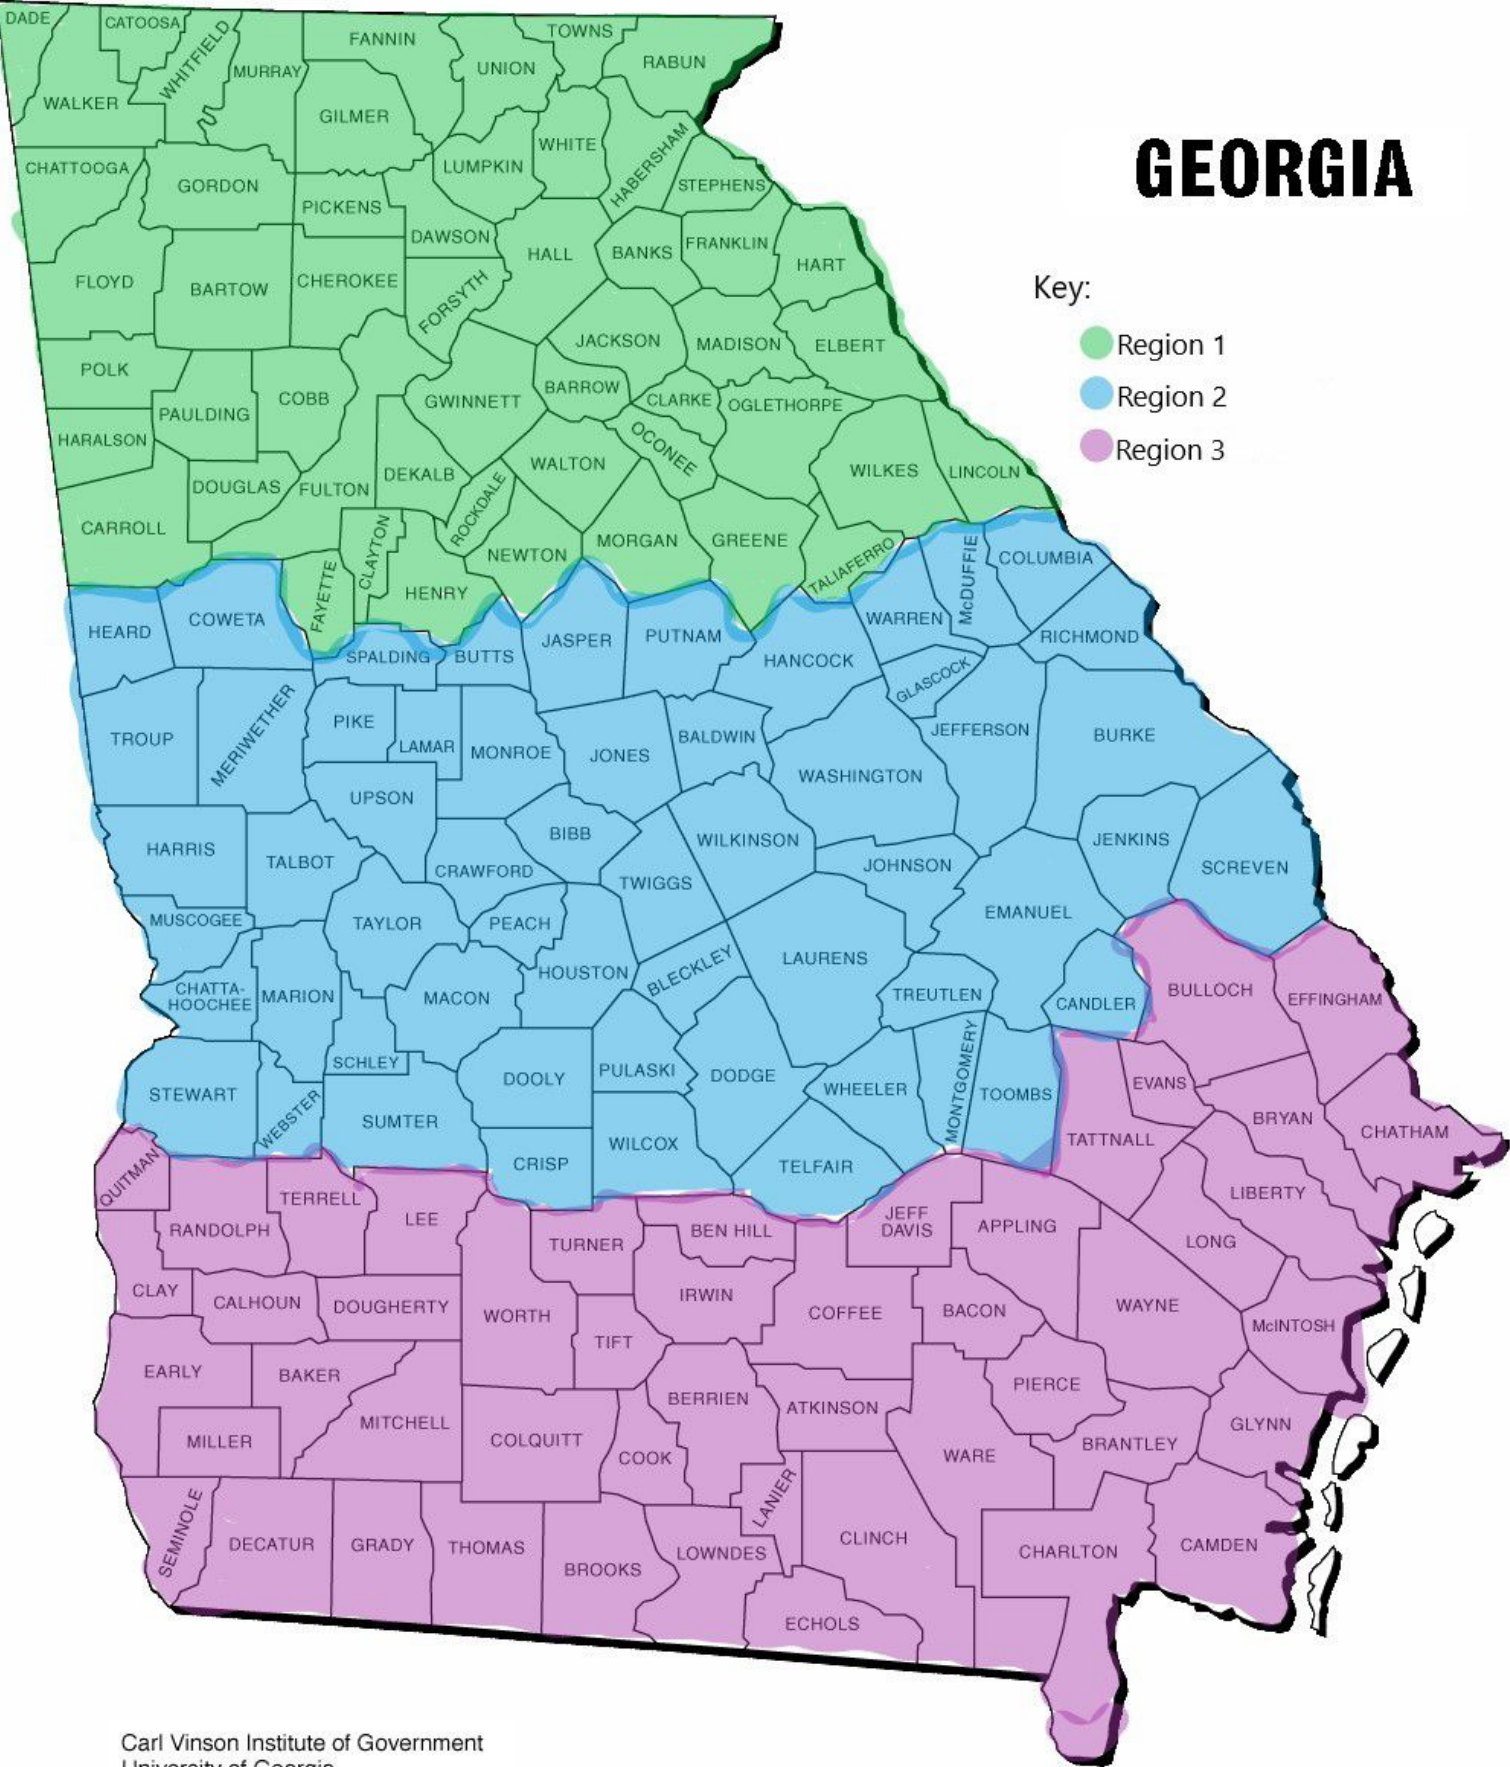 DADE
CATOOSA
WHITFIELD
MURRAY
FANNIN
UNION
TOWNS
RABUN
WALKER
GILMER
CHATTOOGA
GORDON
PICKENS
LUMPKIN
WHITE
HABERSHAM
STEPHENS
DAWSON
HALL
BANKS
FRANKLIN
HART
FLOYD
BARTOW
CHEROKEE
FORSYTH
JACKSON
MADISON
ELBERT
POLK
PAULDING
COBB
GWINNETT
BARROW
CLARKE
OGLETHORPE
HARALSON
DOUGLAS
FULTON
DEKALB
ROCKDALE
WALTON
OCONEE
WILKES
LINCOLN
CARROLL
FAYETTE
CLAYTON
HENRY
NEWTON
MORGAN
GREENE
TALIAFERRO
GEORGIA
Key:
Region 1
Region 2
Region 3
HEARD
COWETA
SPALDING
BUTTS
JASPER
PUTNAM
HANCOCK
WARREN
McDUFFIE
COLUMBIA
RICHMOND
GLASCOCK
TROUP
MERIWETHER
PIKE
LAMAR
MONROE
JONES
BALDWIN
WASHINGTON
JEFFERSON
BURKE
UPSON
HARRIS
TALBOT
CRAWFORD
BIBB
TWIGGS
WILKINSON
JOHNSON
JENKINS
SCREVEN
MUSCOGEE
TAYLOR
PEACH
EMANUEL
CHATTA-
HOOCHEE
MARION
MACON
HOUSTON
BLECKLEY
LAURENS
TREUTLEN
CANDLER
BULLOCH
EFFINGHAM
STEWART
WEBSTER
SCHLEY
SUMTER
DOOLY
PULASKI
DODGE
WHEELER
MONTGOMERY
TOOMBS
EVANS
BRYAN
CHATHAM
TATTNALL
CRISP
WILCOX
TELFAIR
QUITMAN
RANDOLPH
TERRELL
LEE
TURNER
BEN HILL
JEFF
DAVIS
APPLING
LIBERTY
LONG
CLAY
CALHOUN
DOUGHERTY
WORTH
TIFT
IRWIN
COFFEE
BACON
WAYNE
McINTOSH
EARLY
BAKER
MITCHELL
MILLER
COLQUITT
COOK
BERRIEN
ATKINSON
PIERCE
WARE
BRANTLEY
GLYNN
SEMINOLE
DECATUR
GRADY
THOMAS
BROOKS
LOWNDES
LANIER
CLINCH
ECHOLS
CHARLTON
CAMDEN
Carl Vinson Institute of Government
University of Georgia